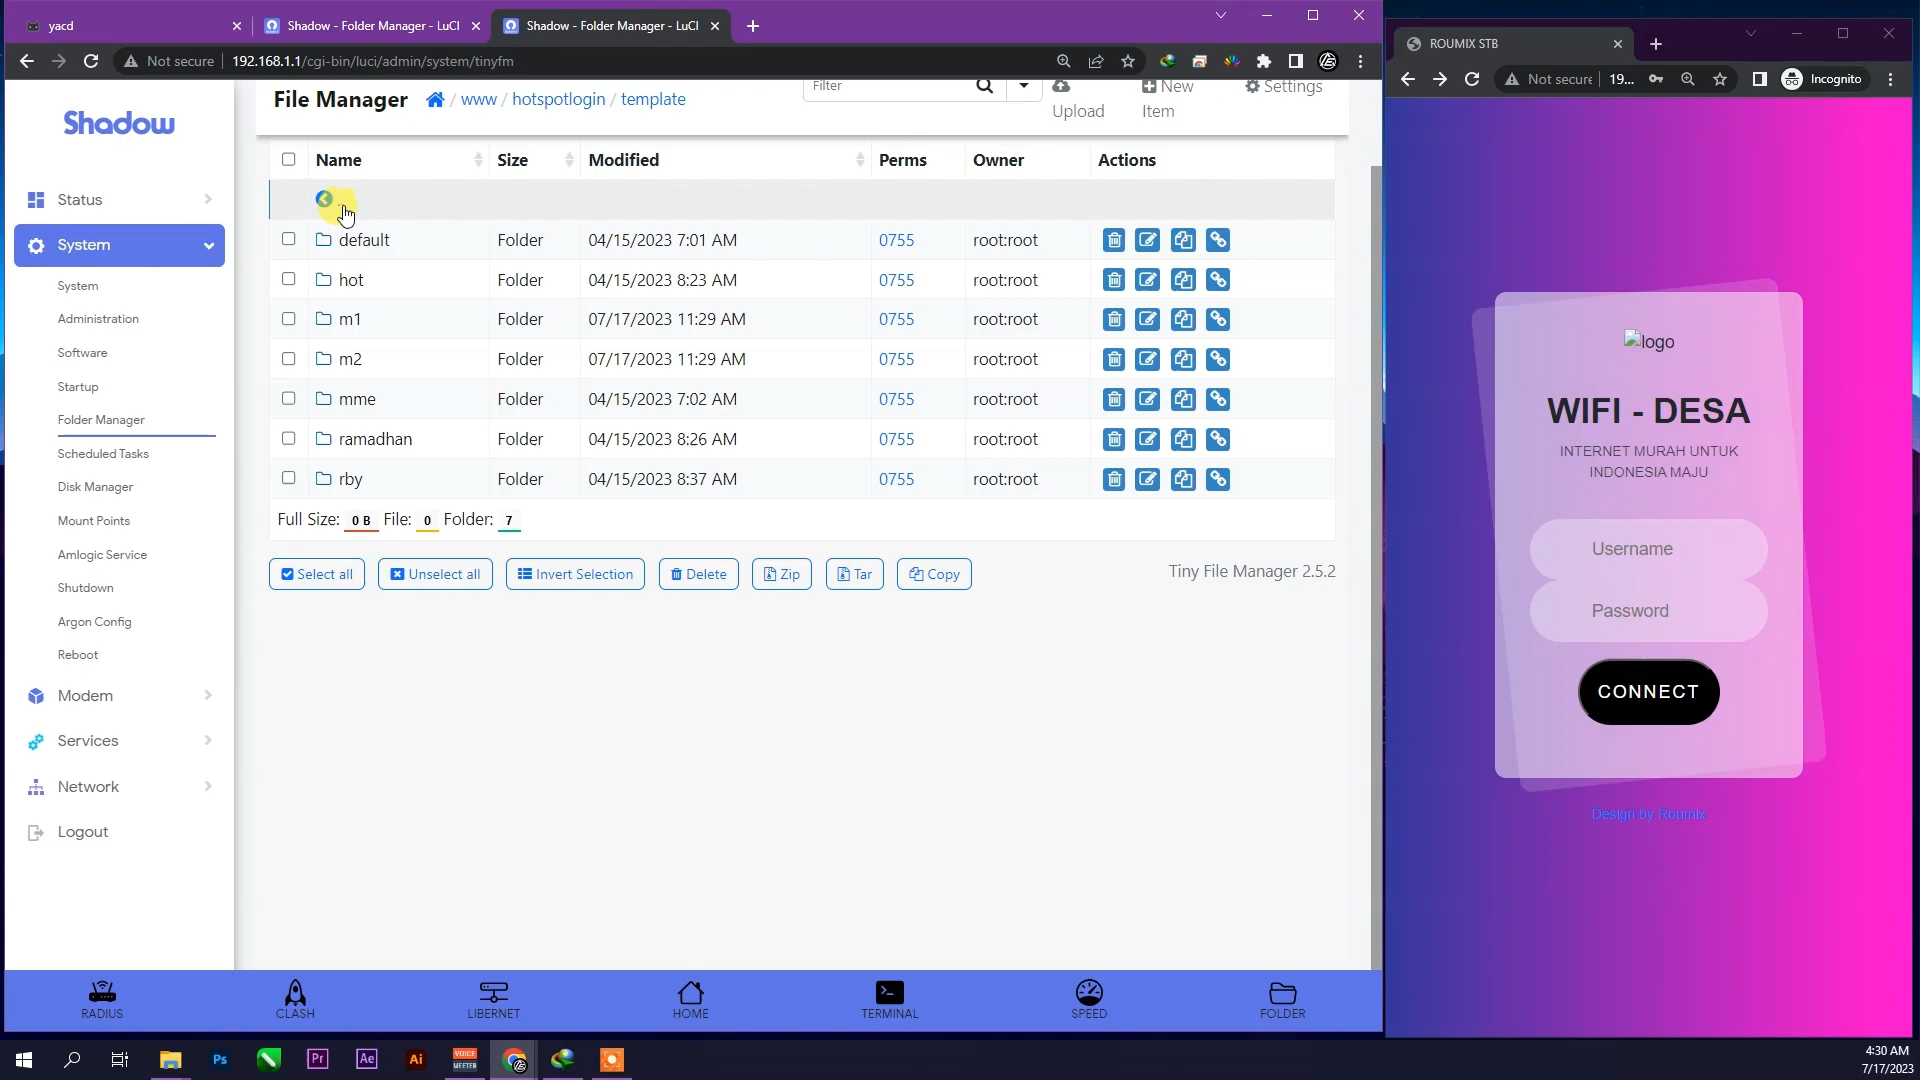 yacd
Shadow - Folder Manager - LuCI
Shadow - Folder Manager - LuCI
Not secure
192.168.1.1/cgi-bin/luci/admin/system/tinyfm
Shadow
Status
System
System
Administration
Software
Startup
Folder Manager
Scheduled Tasks
Disk Manager
Mount Points
Amlogic Service
Shutdown
Argon Config
Reboot
Modem
Services
Network
Logout
File Manager / www / hotspotlogin / template
Filter
Upload
New Item
Settings
Name Size Modified Perms Owner Actions
default Folder 04/15/2023 7:01 AM 0755 root:root
hot Folder 04/15/2023 8:23 AM 0755 root:root
m1 Folder 07/17/2023 11:29 AM 0755 root:root
m2 Folder 07/17/2023 11:29 AM 0755 root:root
mme Folder 04/15/2023 7:02 AM 0755 root:root
ramadhan Folder 04/15/2023 8:26 AM 0755 root:root
rby Folder 04/15/2023 8:37 AM 0755 root:root
Full Size: 0 B File: 0 Folder: 7
Select all Unselect all Invert Selection Delete Zip Tar Copy
Tiny File Manager 2.5.2
RADIUS CLASH LIBERNET HOME TERMINAL SPEED FOLDER
ROUMIX STB
Not secure
19...
Incognito
logo
WIFI - DESA
INTERNET MURAH UNTUK
INDONESIA MAJU
Username
Password
CONNECT
Design by Roumix
Ps
Pr
Ae
Ai
VOICE
MEETER
4:30 AM
7/17/2023